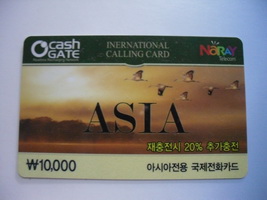 cash
GATE
INERNATIONAL
CALLING CARD
NORAY
Telecom
ASIA
재충전시 20% 추가충전
₩10,000
아시아전용 국제전화카드